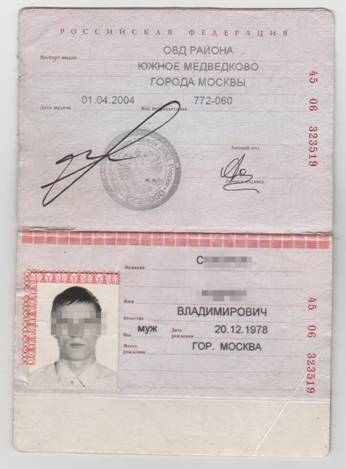 РОССИЙСКАЯ ФЕДЕРАЦИЯ
Паспорт выдан
ОВД РАЙОНА
ЮЖНОЕ МЕДВЕДКОВО
ГОРОДА МОСКВЫ
Дата выдачи 01.04.2004 Код подразделения 772-060
Личный код
45 06 323519
Фамилия С
Имя
Отчество ВЛАДИМИРОВИЧ
Пол МУЖ Дата рождения 20.12.1978
Место рождения ГОР. МОСКВА
45 06 323519